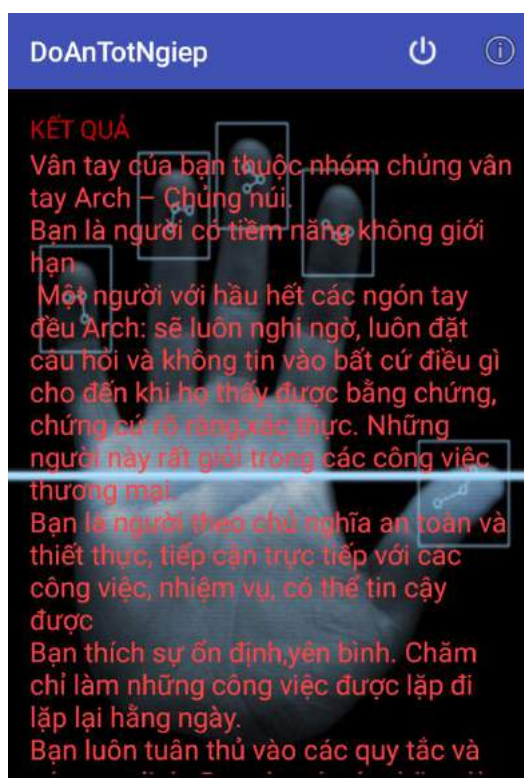 DoAnTotNgiep
KẾT QUẢ
Vân tay của bạn thuộc nhóm chủng vân
tay Arch – Chủng núi.
Bạn là người có tiềm năng không giới
hạn
Một người với hầu hết các ngón tay
đều Arch: sẽ luôn nghi ngờ, luôn đặt
câu hỏi và không tin vào bất cứ điều gì
cho đến khi họ thấy được bằng chứng,
chứng cứ rõ ràng,xác thực. Những
người này rất giỏi trong các công việc
thương mại.
Bạn là người theo chủ nghĩa an toàn và
thiết thực, tiếp cận trực tiếp với các
công việc, nhiệm vụ, có thể tin cậy
được
Bạn thích sự ổn định,yên bình. Chăm
chỉ làm những công việc được lặp đi
lặp lại hằng ngày.
Bạn luôn tuân thủ vào các quy tắc và